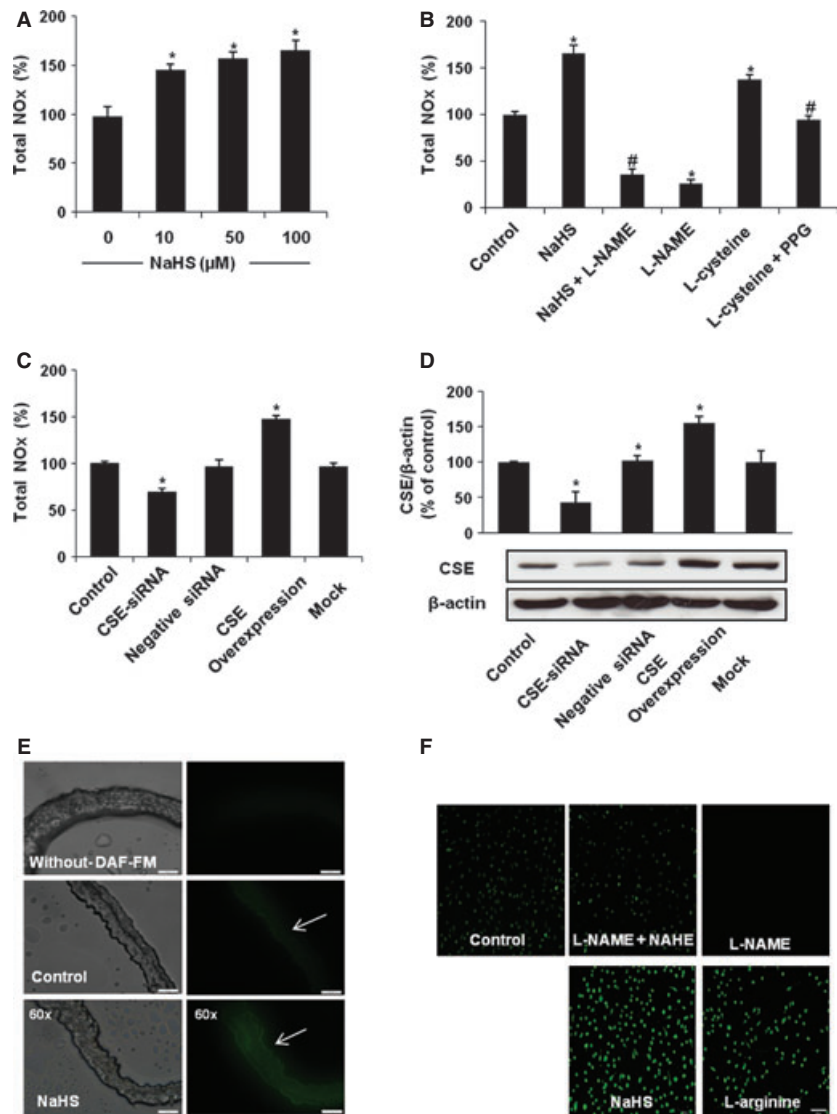 A
Total NOx (%)
200
150
100
50
0
*
*
*
0 10 50 100
NaHS (µM)
B
Total NOx (%)
200
150
100
50
0
*
#
*
*
#
Control
NaHS
NaHS + L-NAME
L-NAME
L-cysteine
L-cysteine + PPG
C
Total NOx (%)
200
150
100
50
0
*
*
Control
CSE-siRNA
Negative siRNA
CSE
Overexpression
Mock
D
CSE/β-actin
(% of control)
200
150
100
50
0
*
*
*
CSE
β-actin
Control
CSE-siRNA
Negative siRNA
CSE
Overexpression
Mock
E
Without-DAF-FM
Control
60x
60x
NaHS
F
Control
L-NAME + NAHE
L-NAME
NaHS
L-arginine